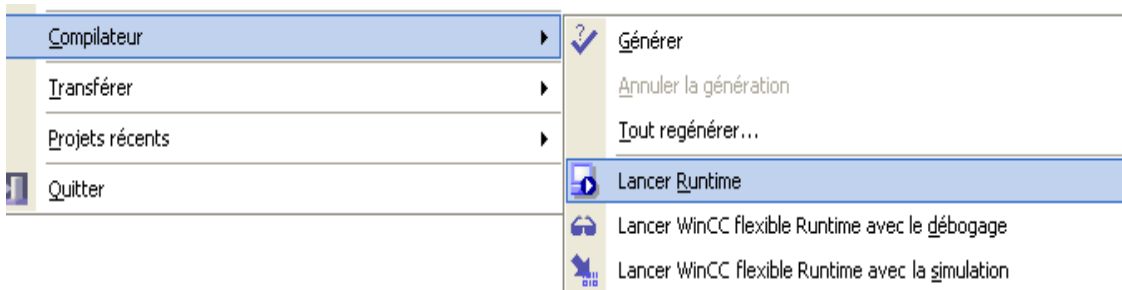 Compilateur
Transférer
Projets récents
Quitter
Générer
Annuler la génération
Tout regénérer...
Lancer Runtime
Lancer WinCC flexible Runtime avec le débogage
Lancer WinCC flexible Runtime avec la simulation